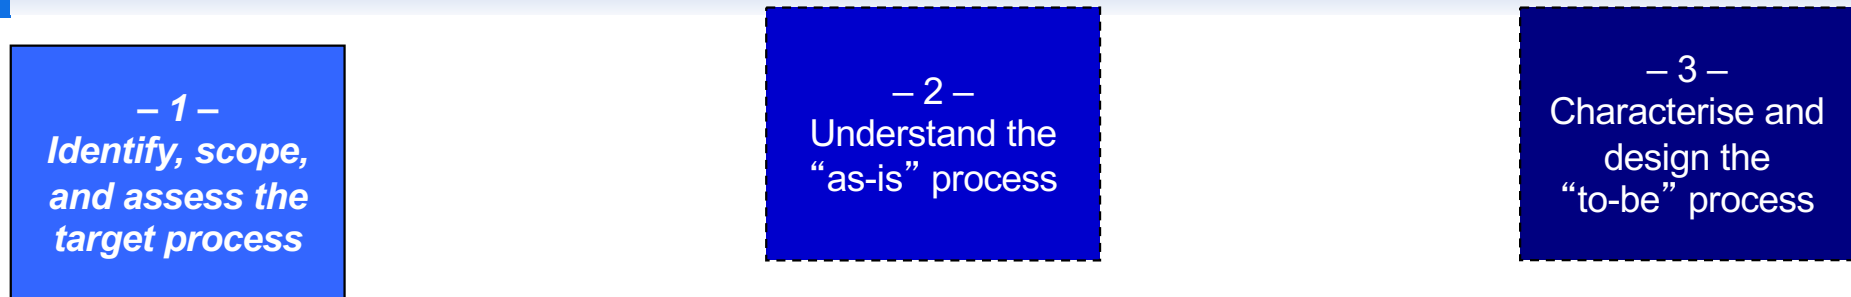 – 1 –
Identify, scope,
and assess the
target process
– 2 –
Understand the
“as-is” process
– 3 –
Characterise and
design the
“to-be” process